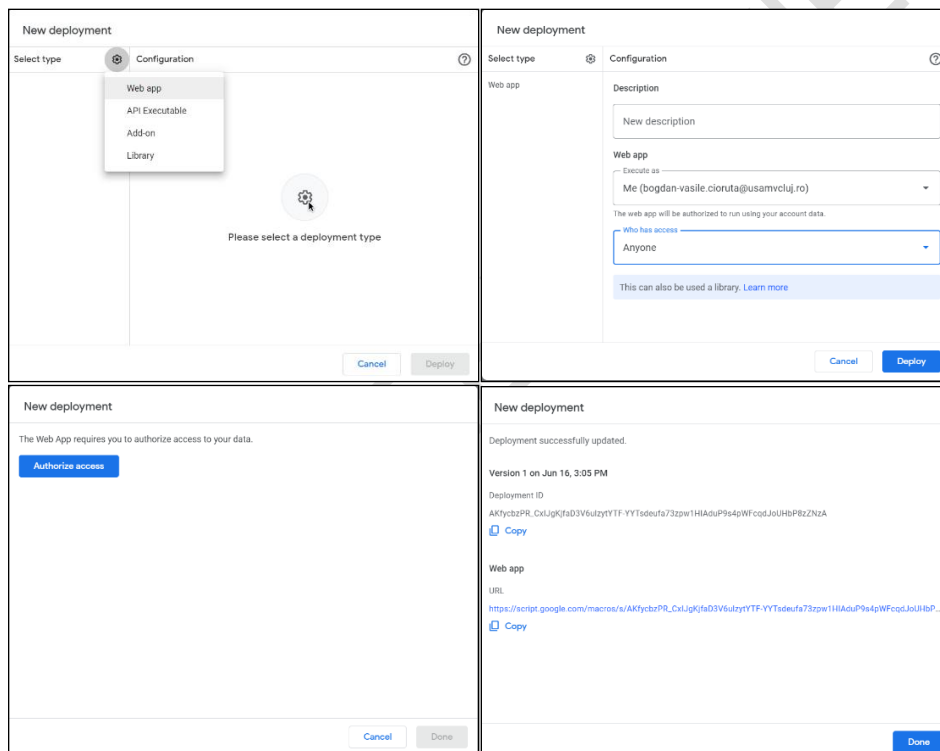 New deployment
Select type
Configuration
Web app
API Executable
Add-on
Library
Please select a deployment type
Cancel
Deploy
New deployment
Select type
Configuration
Web app
Description
New description
Web app
Execute as
Me (bogdan-vasile.cioruta@usamvcluj.ro)
The web app will be authorized to run using your account data.
Who has access
Anyone
This can also be used a library. Learn more
Cancel
Deploy
New deployment
The Web App requires you to authorize access to your data.
Authorize access
Cancel
Done
New deployment
Deployment successfully updated.
Version 1 on Jun 16, 3:05 PM
Deployment ID
AKfycbzPR_CxlJgKjfaD3V6ulzytYTF-YYTsdeufa73zpw1HIAduP9s4pWFcqdJoUHbP8zZNzA
Copy
Web app
URL
https://script.google.com/macros/s/AKfycbzPR_CxlJgKjfaD3V6ulzytYTF-YYTsdeufa73zpw1HIAduP9s4pWFcqdJoUHbP...
Copy
Done